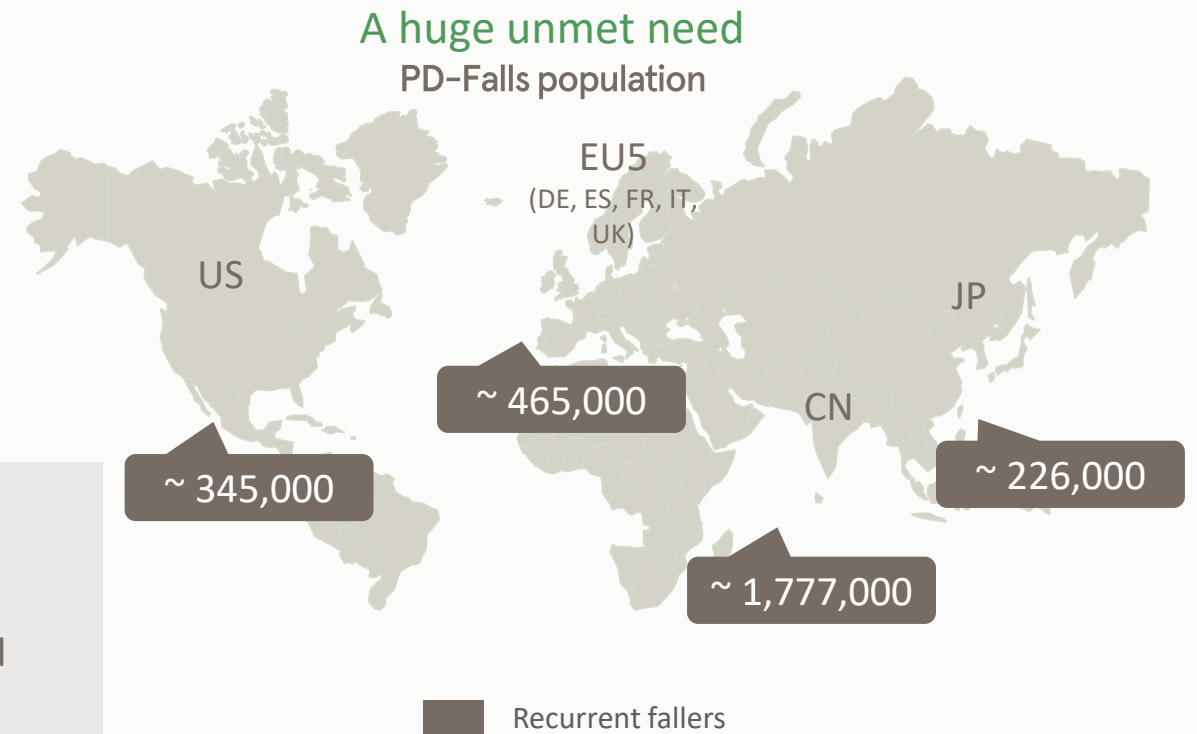 A huge unmet need
PD-Falls population
EU5
(DE, ES, FR, IT,
UK)
US
JP
~ 465,000
CN
~ 345,000
~ 226,000
~ 1,777,000
Recurrent fallers